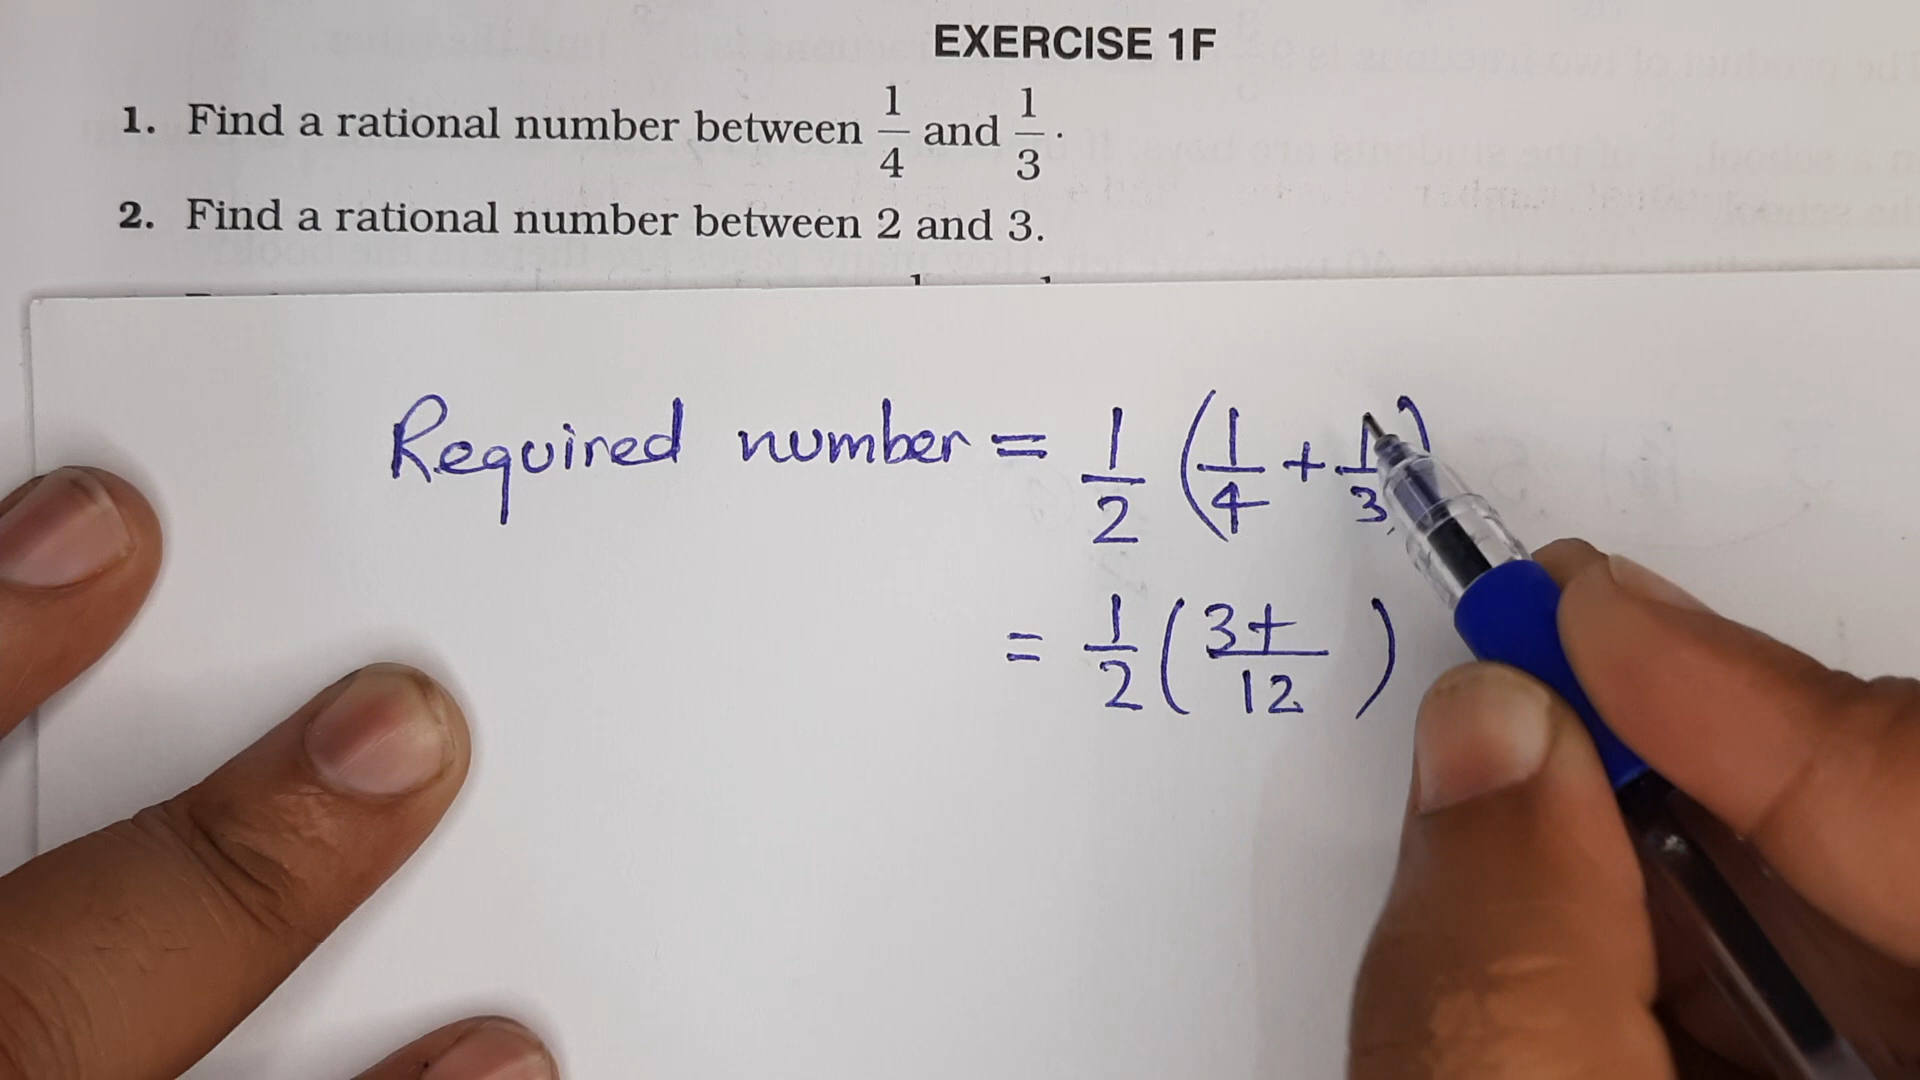 EXERCISE 1F
1. Find a rational number between 1/4 and 1/3.
2. Find a rational number between 2 and 3.
Required number = 1/2 (1/4 + 1/3)
= 1/2 (3+/12)